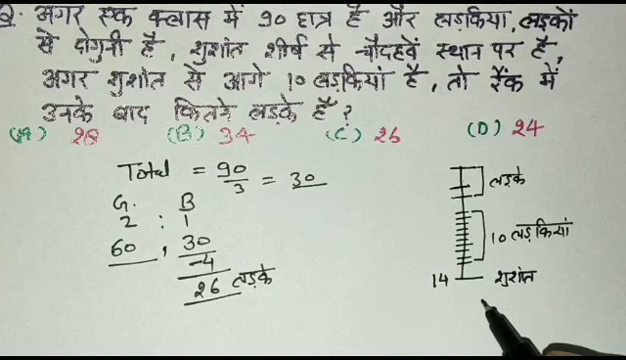 Q. अगर एक क्लास में 90 छात्र है और लड़किया, लड़कों
से दोगुनी है, शुशांत शीर्ष से चौदहवें स्थान पर है,
अगर शुशांत से आगे 10 लड़कियां है, तो रैंक में
उनके बाद कितने लड़के है?
(A) 28 (B) 34 (C) 26 (D) 24
Total = 90/3 = 30
G. B
2 : 1
60, 30
-4
26 लड़के
लड़के
10 लड़कियां
14 शुशांत